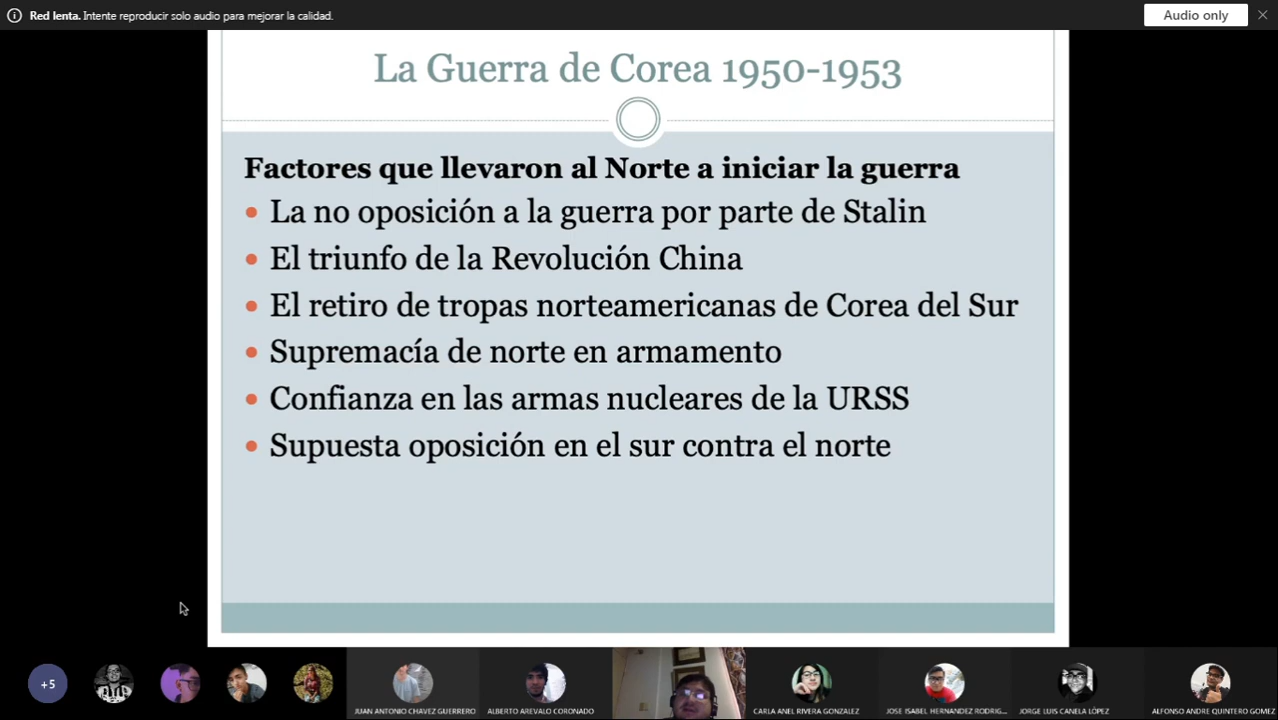 Red lenta. Intente reproducir solo audio para mejorar la calidad.
Audio only
La Guerra de Corea 1950-1953
Factores que llevaron al Norte a iniciar la guerra
• La no oposición a la guerra por parte de Stalin
• El triunfo de la Revolución China
• El retiro de tropas norteamericanas de Corea del Sur
• Supremacía de norte en armamento
• Confianza en las armas nucleares de la URSS
• Supuesta oposición en el sur contra el norte
+5
JUAN ANTONIO CHAVEZ GUERRERO
ALBERTO AREVALO CORONADO
CARLA ANEL RIVERA GONZALEZ
JOSE ISABEL HERNANDEZ RODRIG...
JORGE LUIS CANELA LÓPEZ
ALFONSO ANDRE QUINTERO GOMEZ